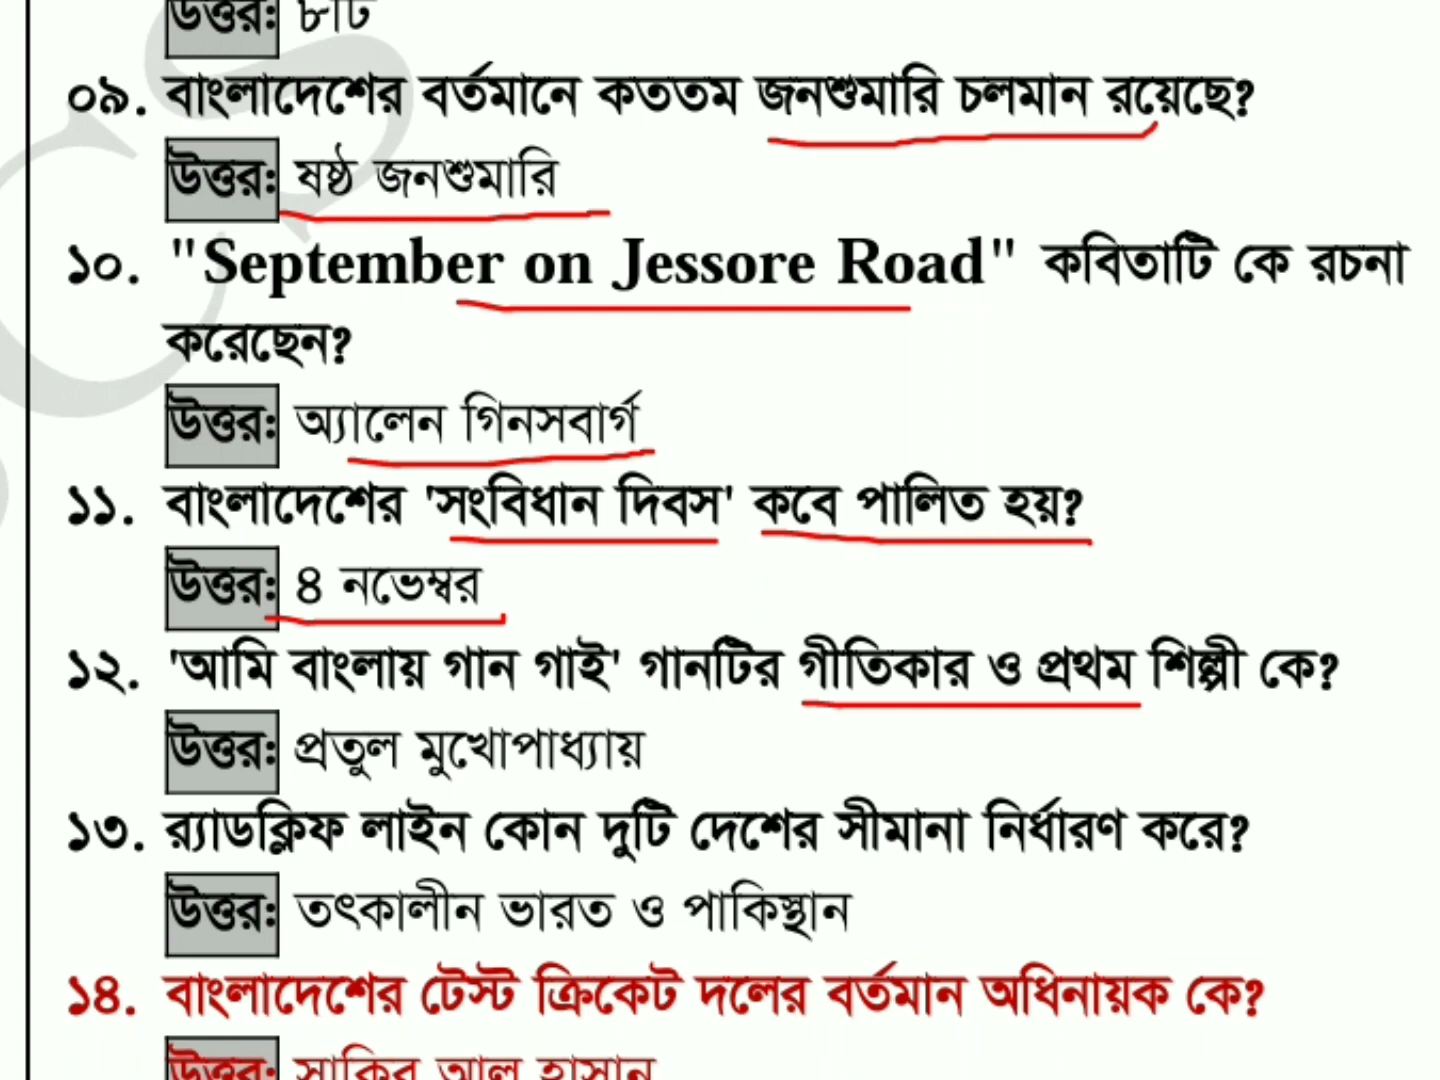 উত্তর: ৮টি
০৯. বাংলাদেশের বর্তমানে কততম জনশুমারি চলমান রয়েছে?
উত্তর: ষষ্ঠ জনশুমারি
১০. "September on Jessore Road" কবিতাটি কে রচনা
করেছেন?
উত্তর: অ্যালেন গিনসবার্গ
১১. বাংলাদেশের 'সংবিধান দিবস' কবে পালিত হয়?
উত্তর: ৪ নভেম্বর
১২. 'আমি বাংলায় গান গাই' গানটির গীতিকার ও প্রথম শিল্পী কে?
উত্তর: প্রতুল মুখোপাধ্যায়
১৩. র‍্যাডক্লিফ লাইন কোন দুটি দেশের সীমানা নির্ধারণ করে?
উত্তর: তৎকালীন ভারত ও পাকিস্থান
১৪. বাংলাদেশের টেস্ট ক্রিকেট দলের বর্তমান অধিনায়ক কে?
উত্তর: সাকিব আল হাসান